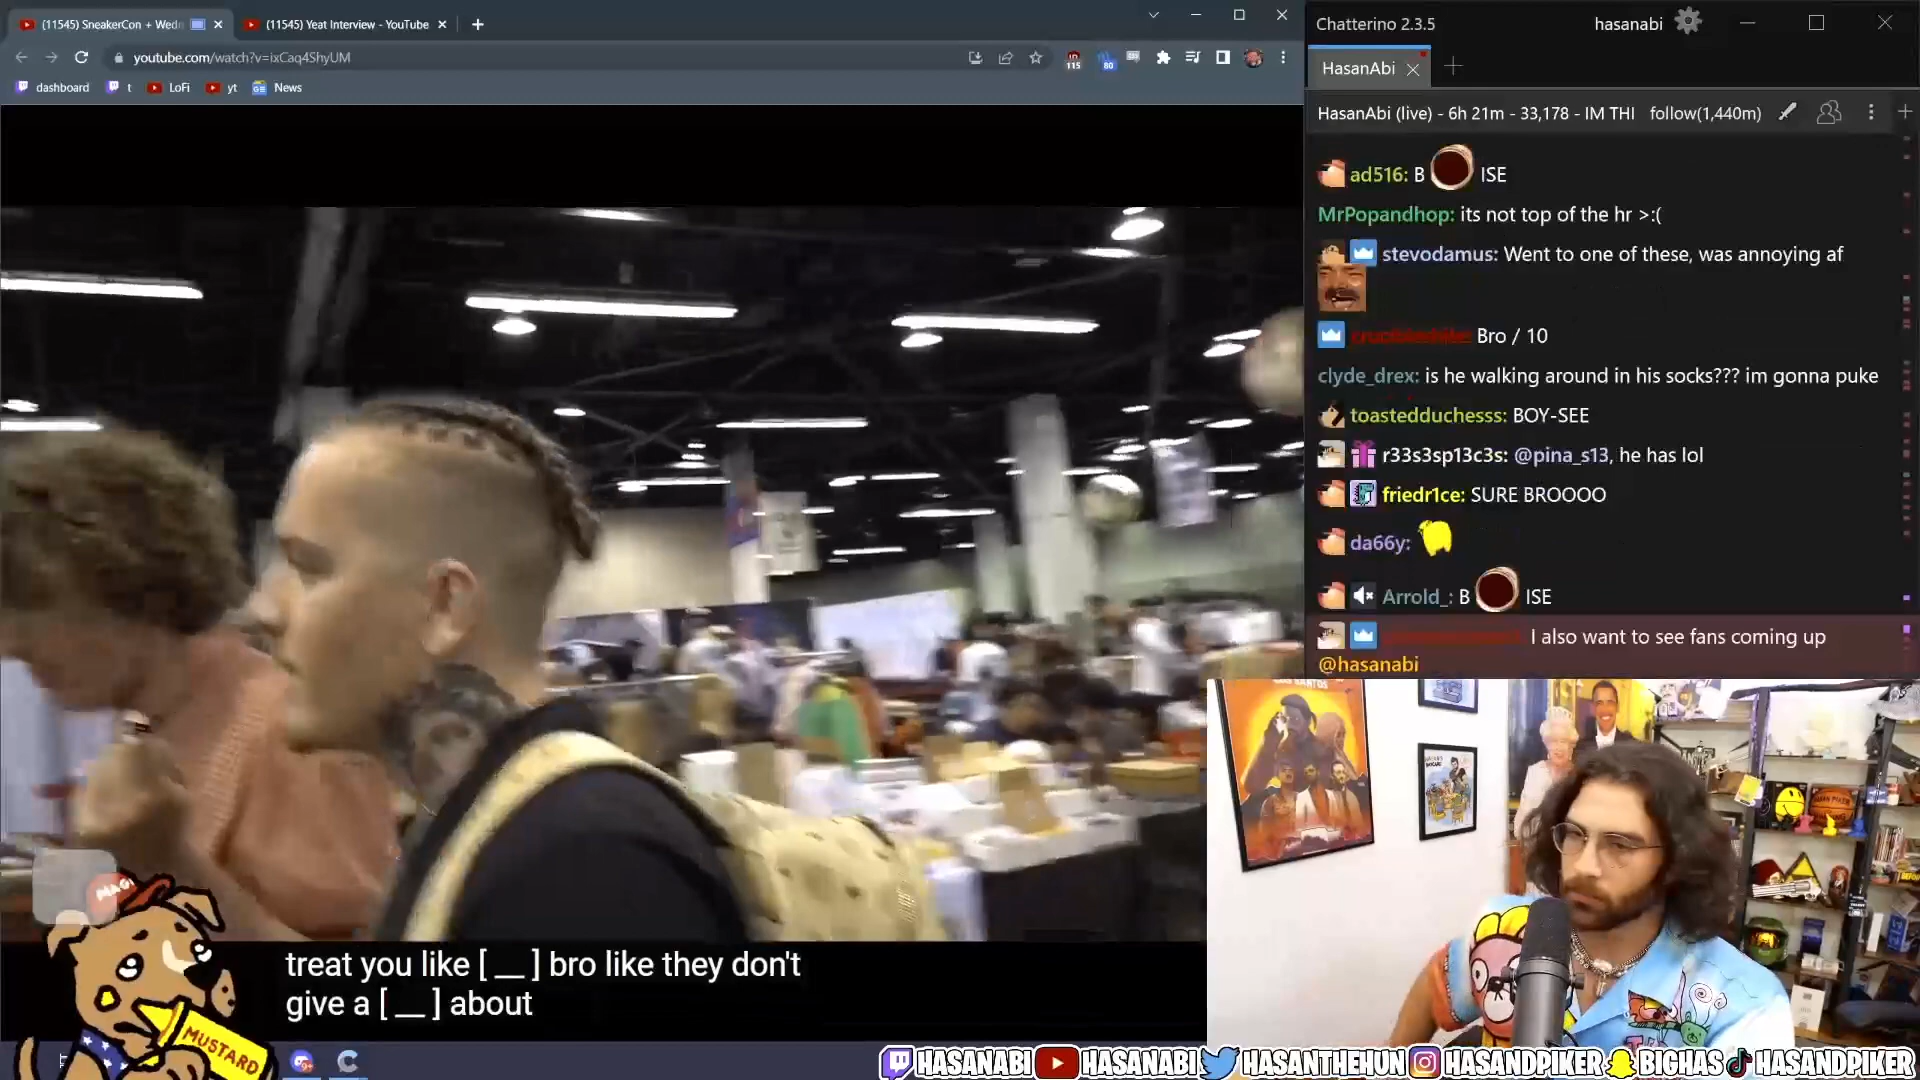 (11545) SneakerCon + Wedn
(11545) Yeat Interview - YouTube
youtube.com/watch?v=ixCaq4ShyUM
115
80
dashboard
t
LoFi
yt
News
Chatterino 2.3.5
hasanabi
HasanAbi
HasanAbi (live) - 6h 21m - 33,178 - IM THI
follow(1,440m)
ad516: B ISE
MrPopandhop: its not top of the hr >:(
stevodamus: Went to one of these, was annoying af
Bro / 10
clyde_drex: is he walking around in his socks??? im gonna puke
toastedduchesss: BOY-SEE
r33s3sp13c3s: @pina_s13, he has lol
friedr1ce: SURE BROOOO
da66y:
Arrold_: B ISE
I also want to see fans coming up
@hasanabi
treat you like [ __ ] bro like they don't
give a [ __ ] about
MUSTARD
HASANABI
HASANABI
HASANTHEHUN
HASANDPIKER
BIGHAS
HASANDPIKER